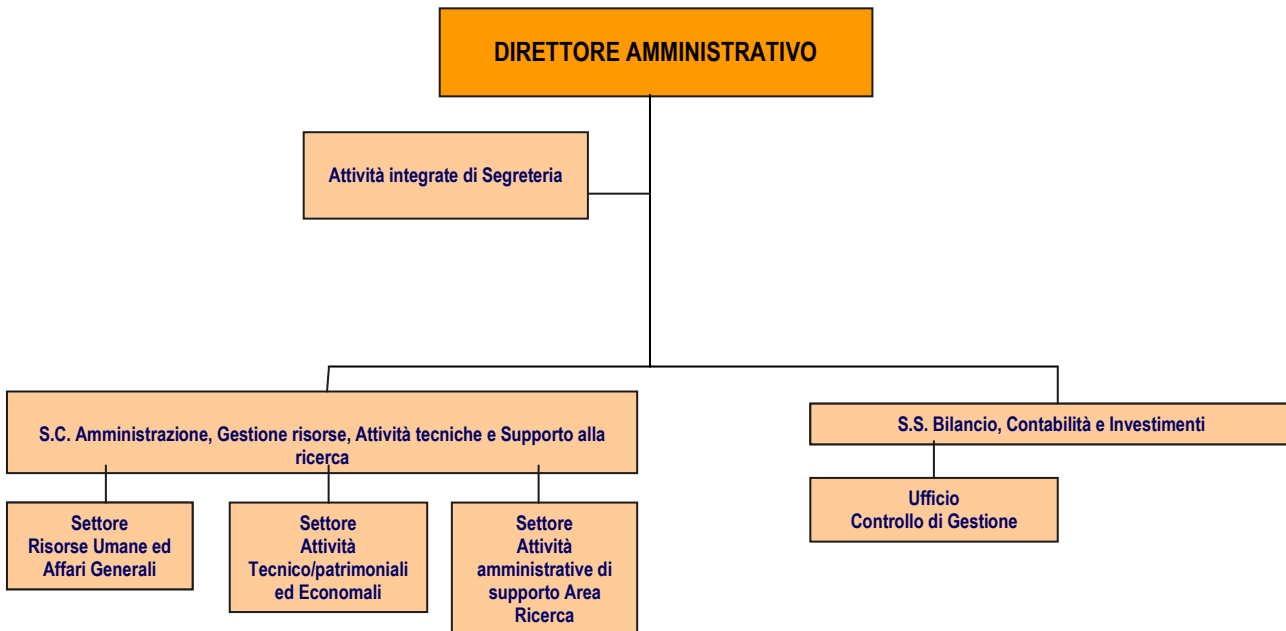 DIRETTORE AMMINISTRATIVO
Attività integrate di Segreteria
S.C. Amministrazione, Gestione risorse, Attività tecniche e Supporto alla
ricerca
S.S. Bilancio, Contabilità e Investimenti
Settore
Risorse Umane ed
Affari Generali
Settore
Attività
Tecnico/patrimoniali
ed Economali
Settore
Attività
amministrative di
supporto Area
Ricerca
Ufficio
Controllo di Gestione